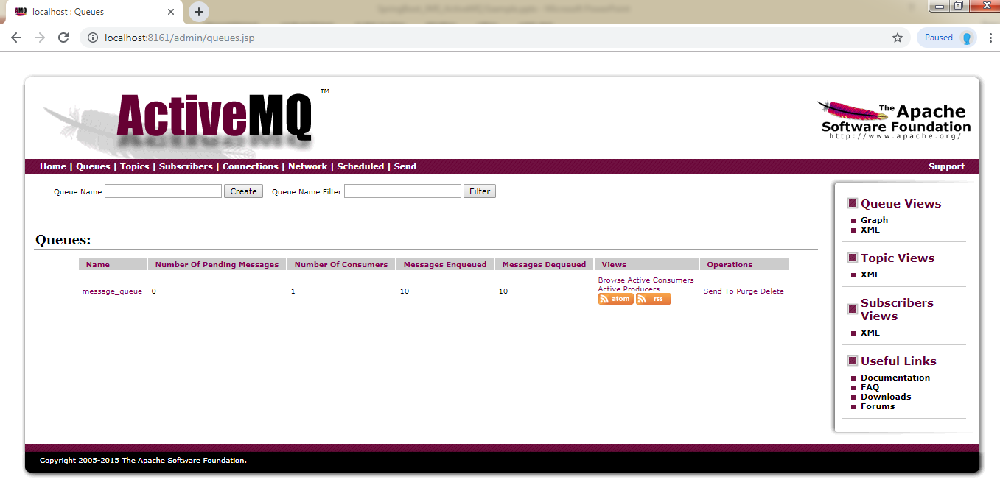 AMQ localhost : Queues
localhost:8161/admin/queues.jsp Paused
ActiveMQ ™
The Apache
Software Foundation
http://www.apache.org/
Home | Queues | Topics | Subscribers | Connections | Network | Scheduled | Send Support
Queue Name Create Queue Name Filter Filter
Queues:
Name Number Of Pending Messages Number Of Consumers Messages Enqueued Messages Dequeued Views Operations
message_queue 0 1 10 10 Browse Active Consumers
Active Producers
atom rss
Send To Purge Delete
Queue Views
Graph
XML
Topic Views
XML
Subscribers
Views
XML
Useful Links
Documentation
FAQ
Downloads
Forums
Copyright 2005-2015 The Apache Software Foundation.